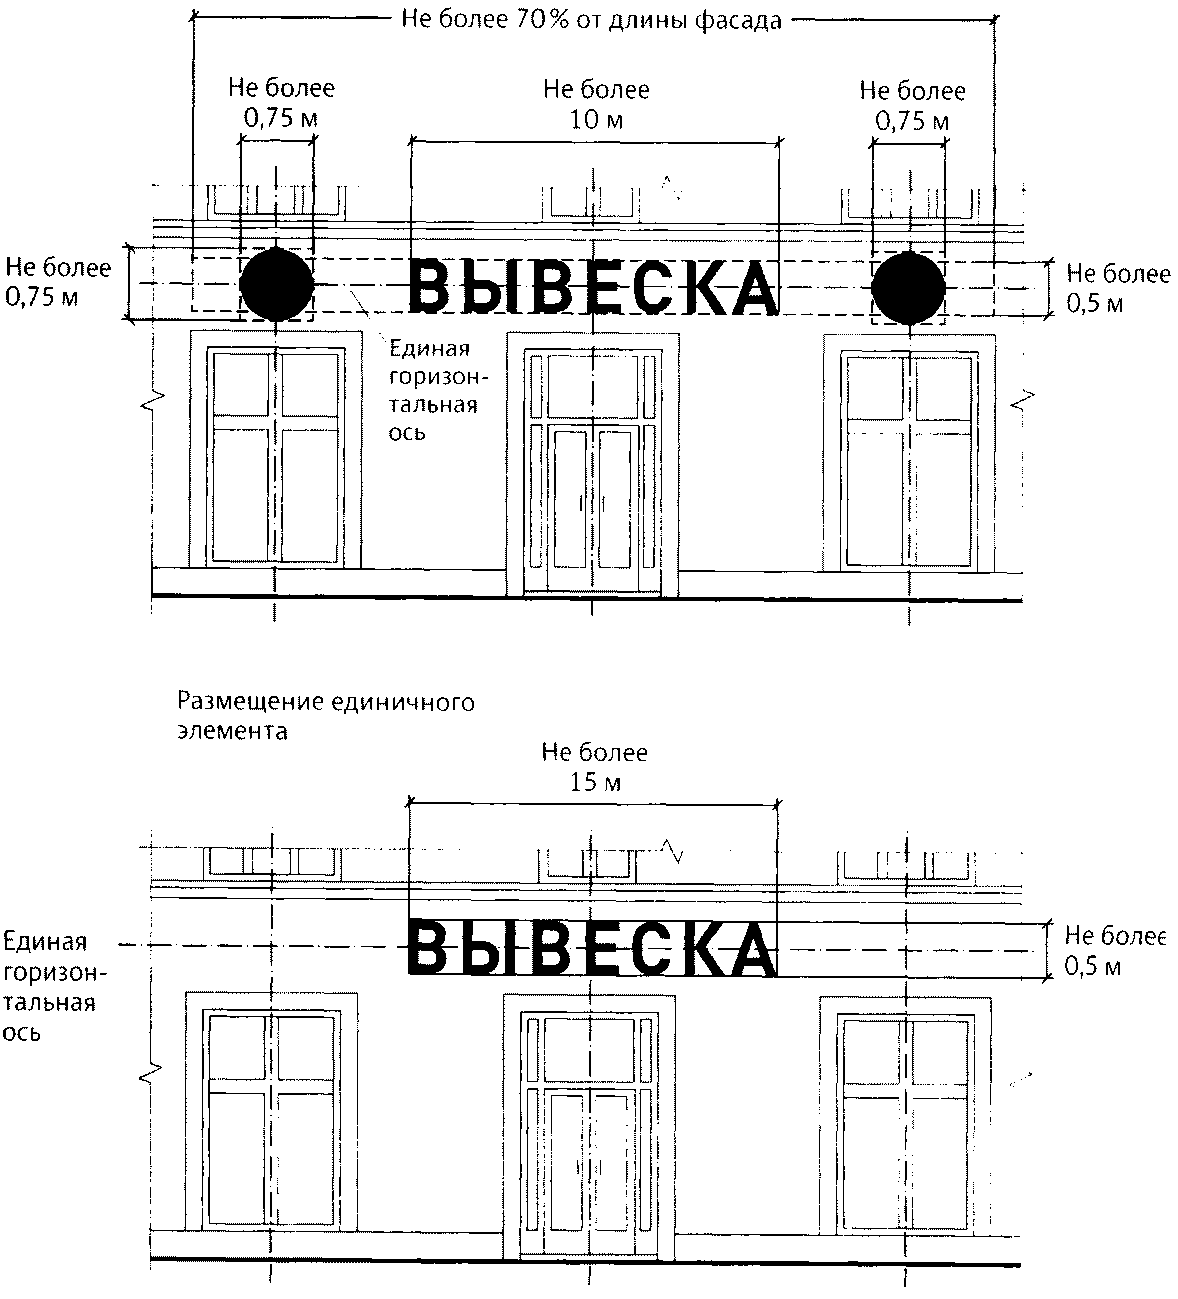 Не более 70% от длины фасада
Не более
0,75 м
Не более
10 м
Не более
0,75 м
Не более
0,75 м
ВЫВЕСКА
Не более
0,5 м
Единая
горизон-
тальная
ось
Размещение единичного
элемента
Не более
15 м
Единая
горизон-
тальная
ось
ВЫВЕСКА
Не более
0,5 м